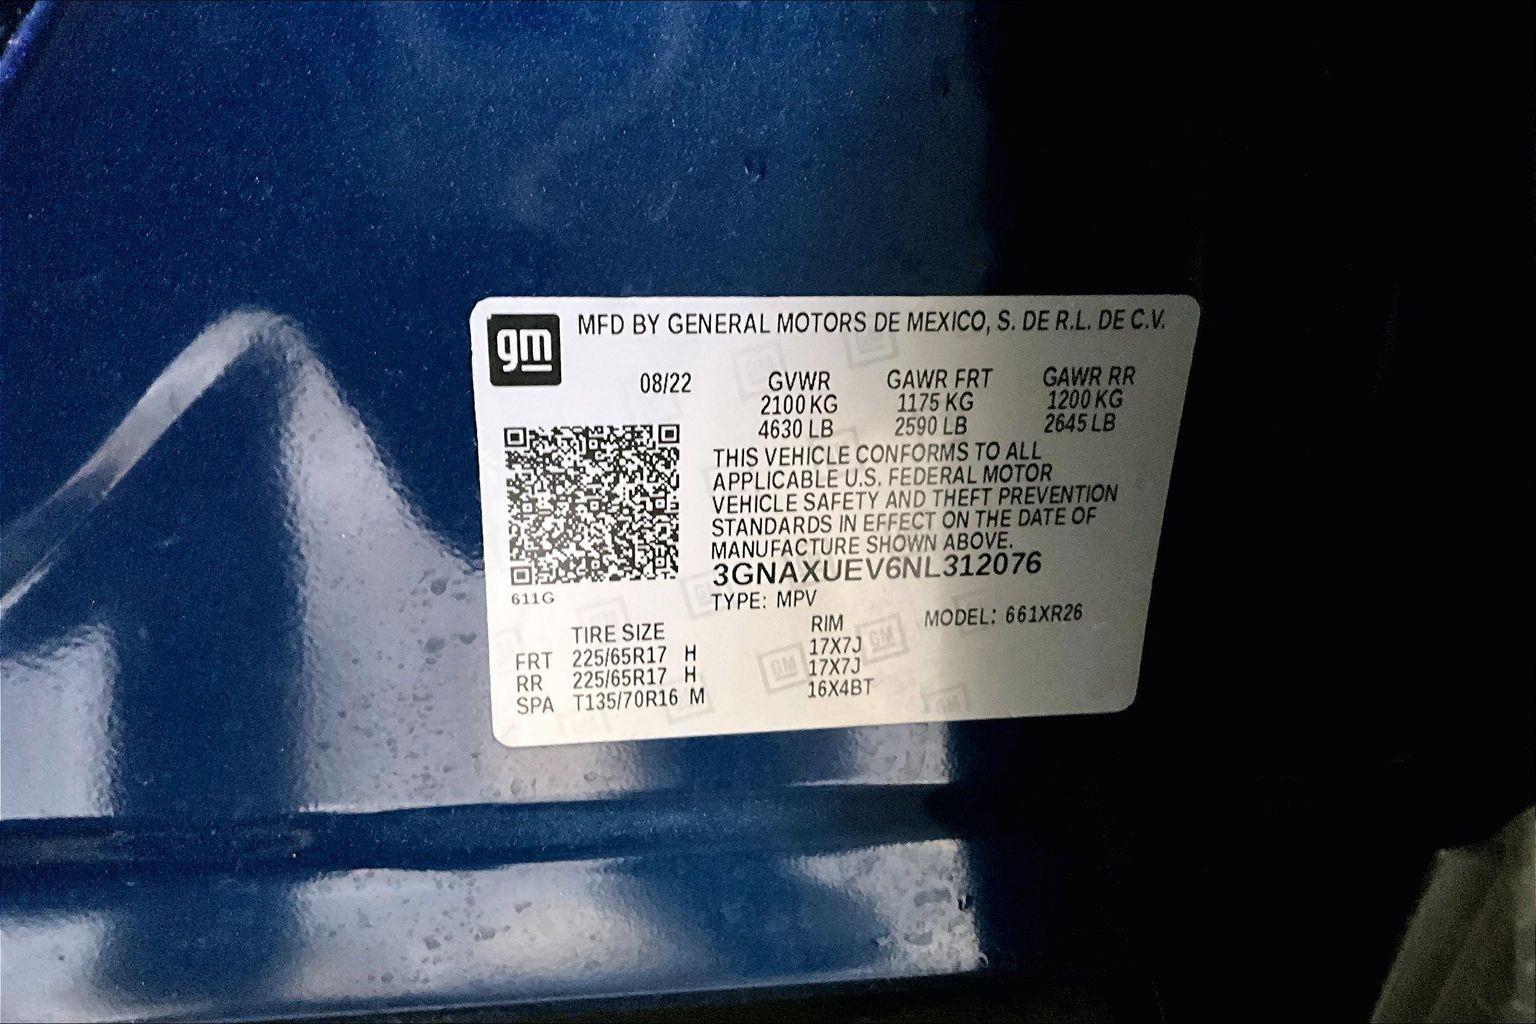 gm
MFD BY GENERAL MOTORS DE MEXICO, S. DE R.L. DE C.V.
08/22 GVWR GAWR FRT GAWR RR
2100 KG 1175 KG 1200 KG
4630 LB 2590 LB 2645 LB
THIS VEHICLE CONFORMS TO ALL
APPLICABLE U.S. FEDERAL MOTOR
VEHICLE SAFETY AND THEFT PREVENTION
STANDARDS IN EFFECT ON THE DATE OF
MANUFACTURE SHOWN ABOVE.
3GNAXUEV6NL312076
611G
TYPE: MPV
MODEL: 661XR26
TIRE SIZE RIM
FRT 225/65R17 H 17X7J
RR 225/65R17 H 17X7J
SPA T135/70R16 M 16X4BT
GM
GM
GM